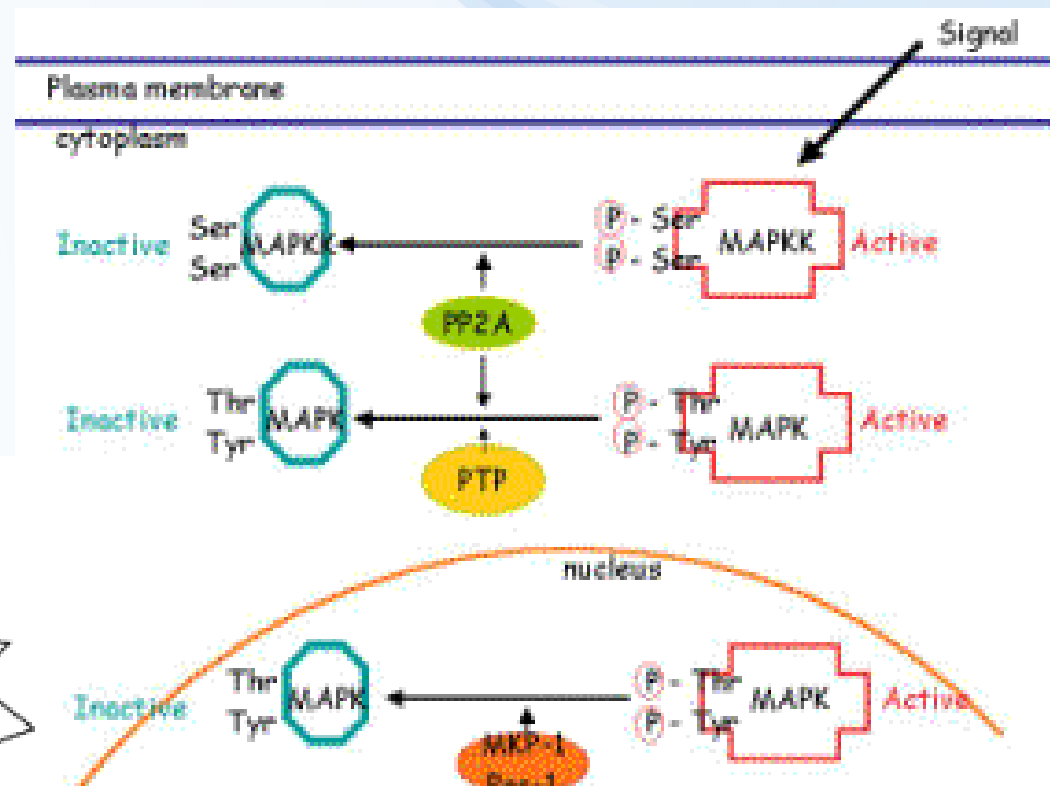 Signal
Plasma membrane
cytoplasm
Inactive Ser MAPKK P - Ser MAPKK Active
Ser P - Ser
PP2A
Inactive Thr MAPK P - Thr MAPK Active
Tyr P - Tyr
PTP
nucleus
Inactive Thr MAPK P - Thr MAPK Active
Tyr P - Tyr
MKP-1